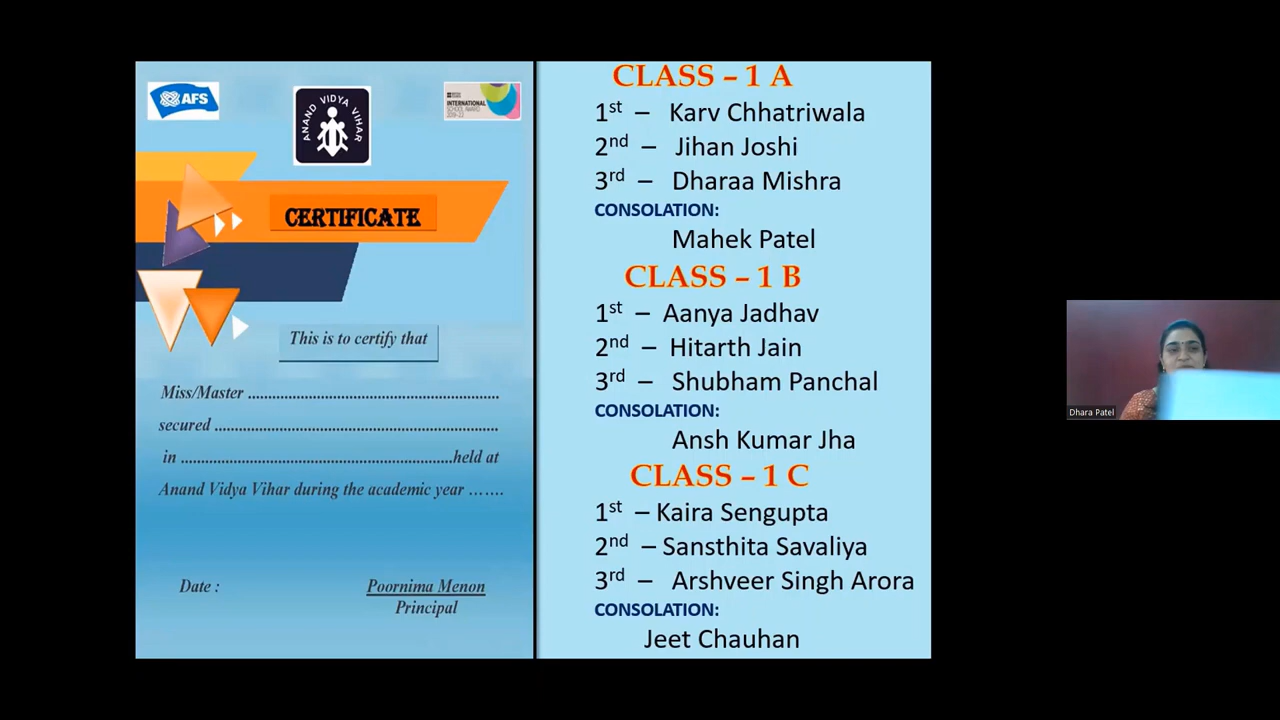 AFS
ANAND VIDYA VIHAR
INTERNATIONAL
SCHOOL AWARD
CERTIFICATE
This is to certify that
Miss/Master ..............................................................
secured ......................................................................
in ...................................................................held at
Anand Vidya Vihar during the academic year …….
Date :
Poornima Menon
Principal
CLASS – 1 A
1st – Karv Chhatriwala
2nd – Jihan Joshi
3rd – Dharaa Mishra
CONSOLATION:
Mahek Patel
CLASS – 1 B
1st – Aanya Jadhav
2nd – Hitarth Jain
3rd – Shubham Panchal
CONSOLATION:
Ansh Kumar Jha
CLASS – 1 C
1st – Kaira Sengupta
2nd – Sansthita Savaliya
3rd – Arshveer Singh Arora
CONSOLATION:
Jeet Chauhan
Dhara Patel